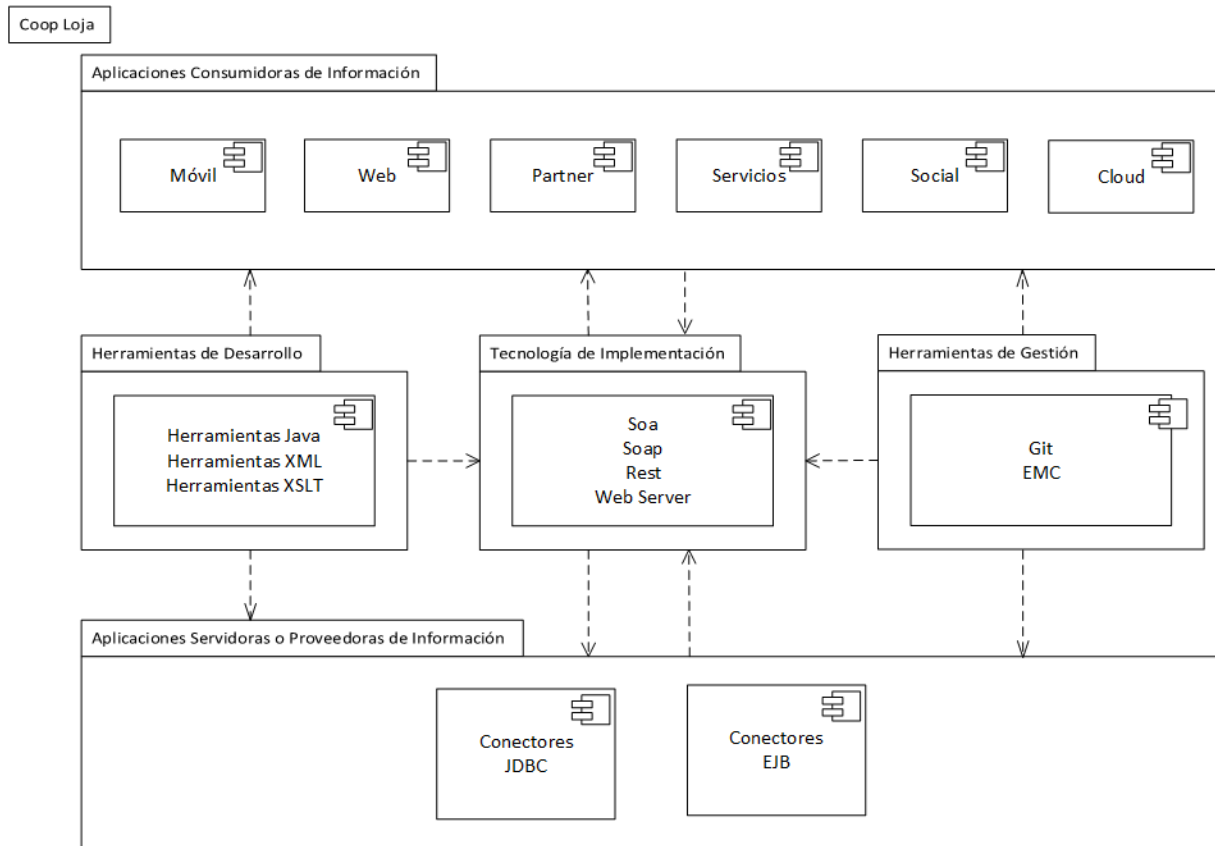 Coop Loja
Aplicaciones Consumidoras de Información
Móvil
Web
Partner
Servicios
Social
Cloud
Herramientas de Desarrollo
Tecnología de Implementación
Herramientas de Gestión
Herramientas Java
Herramientas XML
Herramientas XSLT
Soa
Soap
Rest
Web Server
Git
EMC
Aplicaciones Servidoras o Proveedoras de Información
Conectores
JDBC
Conectores
EJB